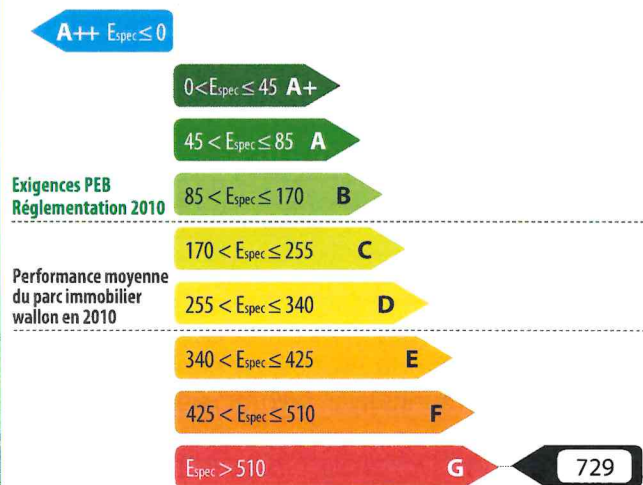 A++ Espec ≤ 0
0 < Espec ≤ 45 A+
45 < Espec ≤ 85 A
Exigences PEB
Réglementation 2010
85 < Espec ≤ 170 B
170 < Espec ≤ 255 C
Performance moyenne
du parc immobilier
wallon en 2010
255 < Espec ≤ 340 D
340 < Espec ≤ 425 E
425 < Espec ≤ 510 F
Espec > 510 G
729